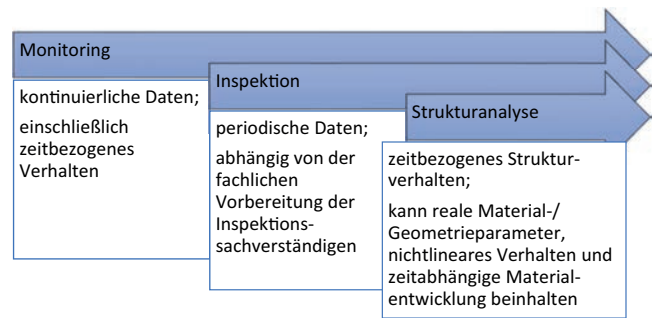 Monitoring
kontinuierliche Daten;
einschließlich
zeitbezogenes
Verhalten
Inspektion
periodische Daten;
abhängig von der
fachlichen
Vorbereitung der
Inspektions-
sachverständigen
Strukturanalyse
zeitbezogenes Struktur-
verhalten;
kann reale Material-/
Geometrieparameter,
nichtlineares Verhalten und
zeitabhängige Material-
entwicklung beinhalten